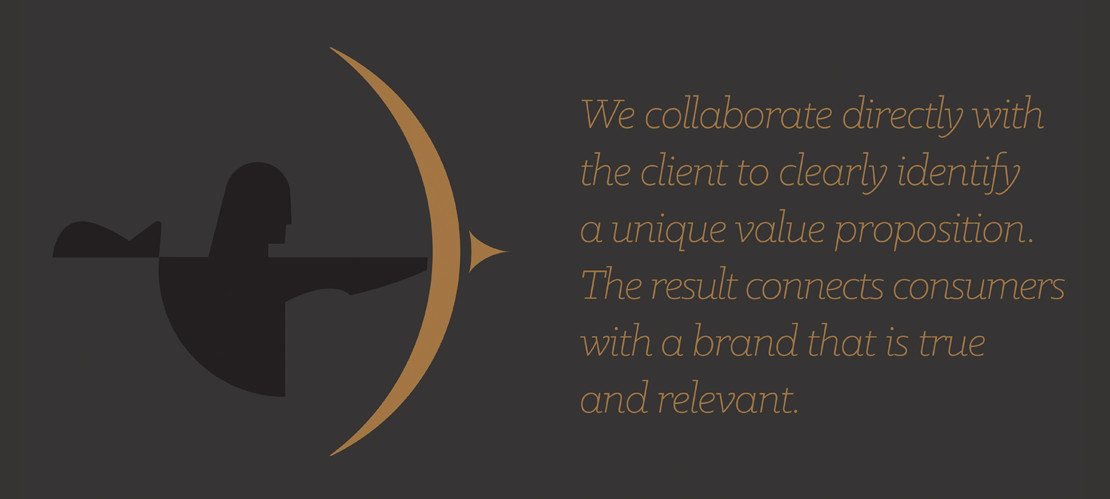 We collaborate directly with
the client to clearly identify
a unique value proposition.
The result connects consumers
with a brand that is true
and relevant.